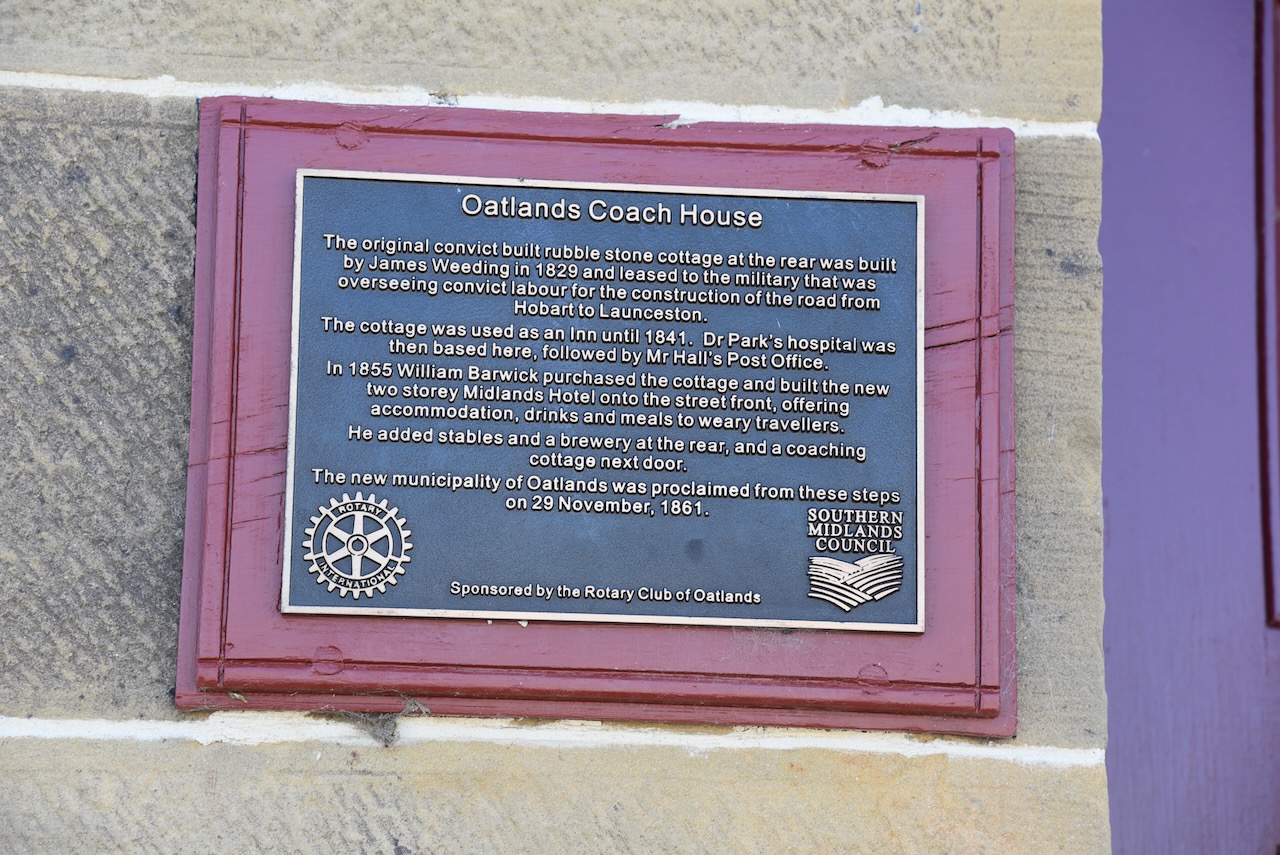 Oatlands Coach House
The original convict built rubble stone cottage at the rear was built
by James Weeding in 1829 and leased to the military that was
overseeing convict labour for the construction of the road from
Hobart to Launceston.
The cottage was used as an Inn until 1841. Dr Park's hospital was
then based here, followed by Mr Hall's Post Office.
In 1855 William Barwick purchased the cottage and built the new
two storey Midlands Hotel onto the street front, offering
accommodation, drinks and meals to weary travellers.
He added stables and a brewery at the rear, and a coaching
cottage next door.
The new municipality of Oatlands was proclaimed from these steps
on 29 November, 1861.
ROTARY
INTERNATIONAL
SOUTHERN
MIDLANDS
COUNCIL
Sponsored by the Rotary Club of Oatlands